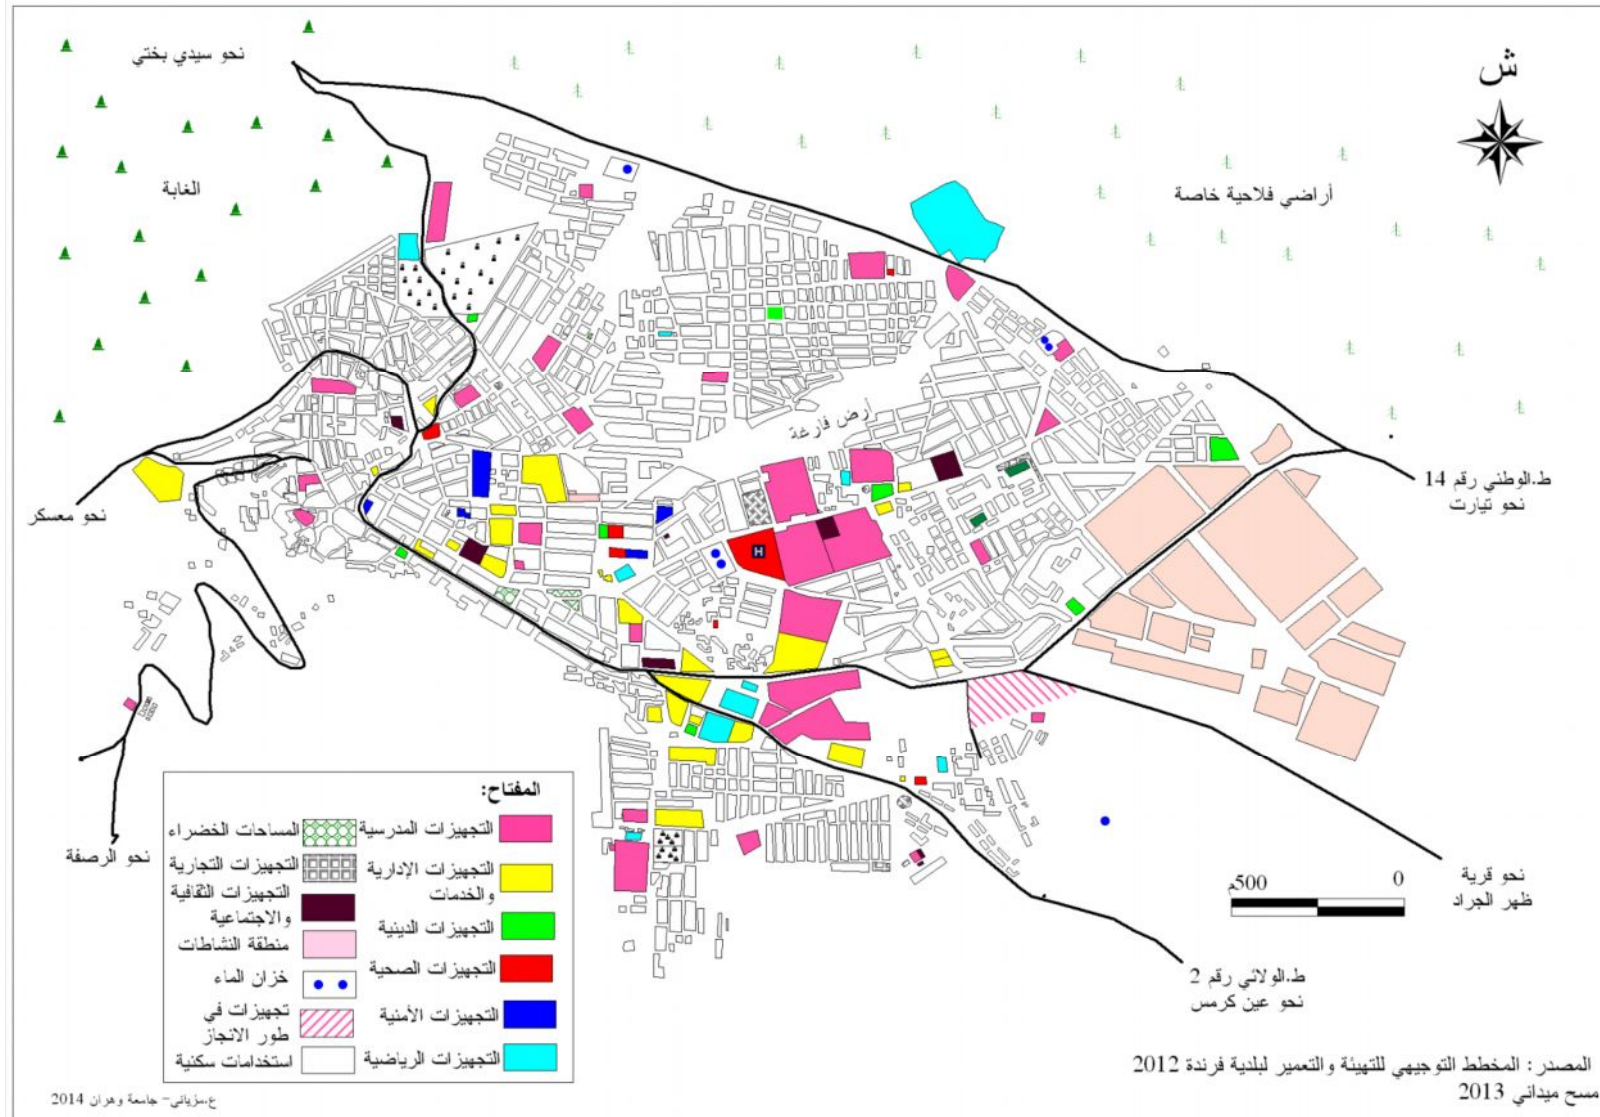 نحو سيدي بختي
ش
الغابة
أراضي فلاحية خاصة
أرض فارغة
ط.الوطني رقم 14
نحو تيارت
نحو معسكر
H
المفتاح:
التجهيزات المدرسية
المساحات الخضراء
التجهيزات الإدارية
والخدمات
التجهيزات التجارية
التجهيزات الثقافية
والاجتماعية
التجهيزات الدينية
منطقة النشاطات
التجهيزات الصحية
خزان الماء
التجهيزات الأمنية
تجهيزات في
طور الانجاز
التجهيزات الرياضية
استخدامات سكنية
نحو الرصفة
500م
0
نحو قرية
ظهر الجراد
ط.الولائي رقم 2
نحو عين كرمس
المصدر: المخطط التوجيهي للتهيئة والتعمير لبلدية فرندة 2012
مسح ميداني 2013
ع.مزياني- جامعة وهران 2014